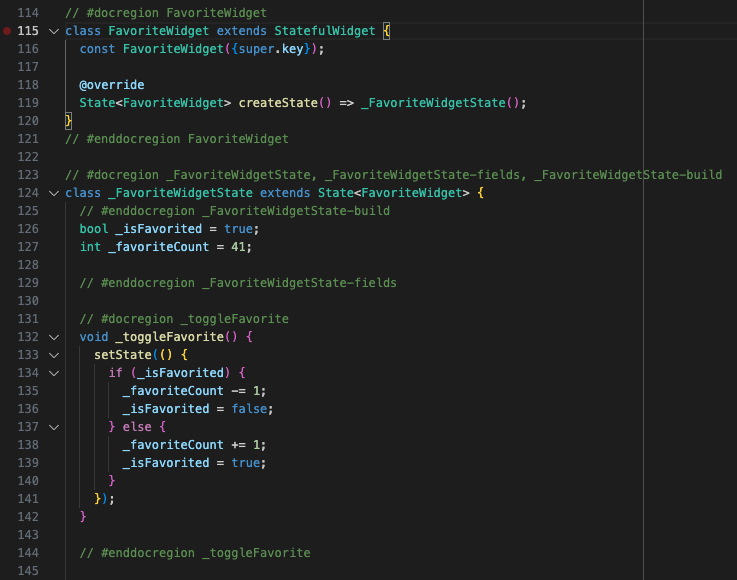 114 // #docregion FavoriteWidget
115 class FavoriteWidget extends StatefulWidget {
116   const FavoriteWidget({super.key});
117
118   @override
119   State<FavoriteWidget> createState() => _FavoriteWidgetState();
120 }
121 // #enddocregion FavoriteWidget
122
123 // #docregion _FavoriteWidgetState, _FavoriteWidgetState-fields, _FavoriteWidgetState-build
124 class _FavoriteWidgetState extends State<FavoriteWidget> {
125   // #enddocregion _FavoriteWidgetState-build
126   bool _isFavorited = true;
127   int _favoriteCount = 41;
128
129   // #enddocregion _FavoriteWidgetState-fields
130
131   // #docregion _toggleFavorite
132   void _toggleFavorite() {
133     setState(() {
134       if (_isFavorited) {
135         _favoriteCount -= 1;
136         _isFavorited = false;
137       } else {
138         _favoriteCount += 1;
139         _isFavorited = true;
140       }
141     });
142   }
143
144   // #enddocregion _toggleFavorite
145